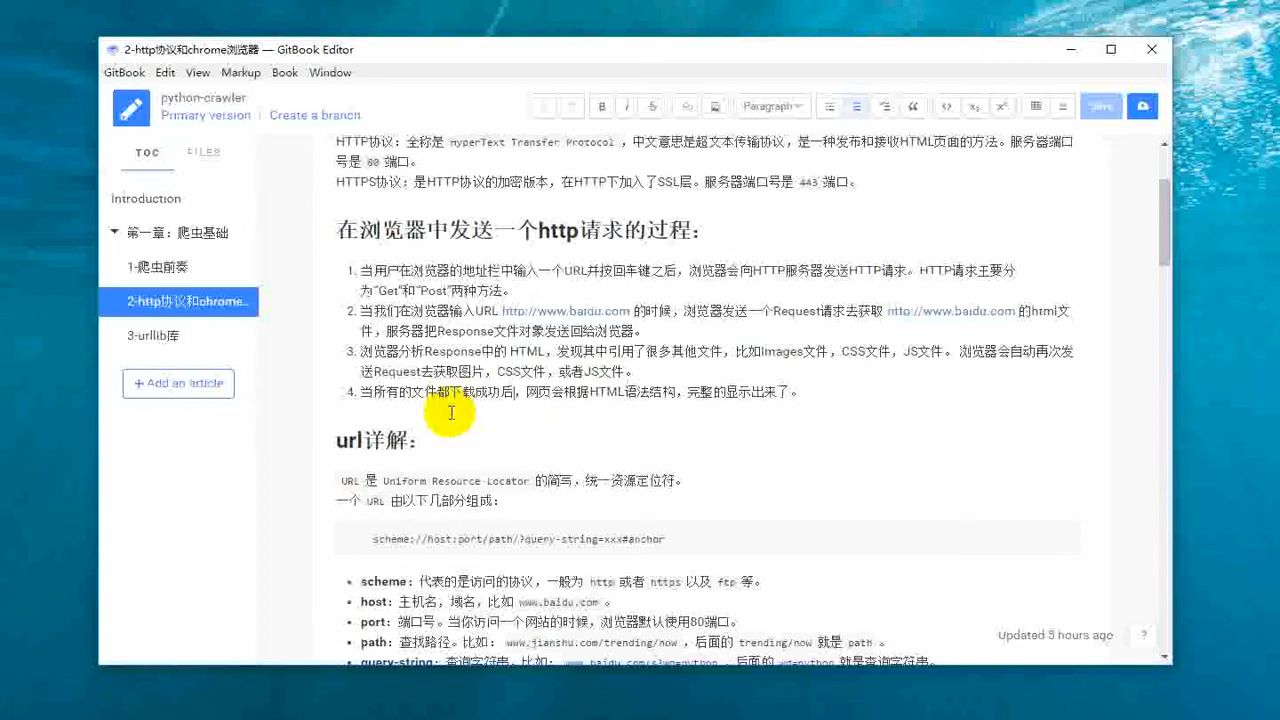 2-http协议和chrome浏览器 — GitBook Editor
GitBook Edit View Markup Book Window
python-crawler
Primary version Create a branch
Paragraph
Save
TOC FILES
Introduction
第一章：爬虫基础
1-爬虫前奏
2-http协议和chrome..
3-urllib库
+ Add an article
HTTP协议：全称是 HyperText Transfer Protocol ，中文意思是超文本传输协议，是一种发布和接收HTML页面的方法。服务器端口
号是 80 端口。
HTTPS协议：是HTTP协议的加密版本，在HTTP下加入了SSL层。服务器端口号是 443 端口。
在浏览器中发送一个http请求的过程：
1. 当用户在浏览器的地址栏中输入一个URL并按回车键之后，浏览器会向HTTP服务器发送HTTP请求。HTTP请求主要分
为“Get”和“Post”两种方法。
2. 当我们在浏览器输入URL http://www.baidu.com 的时候，浏览器发送一个Request请求去获取 http://www.baidu.com 的html文
件，服务器把Response文件对象发送回给浏览器。
3. 浏览器分析Response中的 HTML，发现其中引用了很多其他文件，比如Images文件，CSS文件，JS文件。 浏览器会自动再次发
送Request去获取图片，CSS文件，或者JS文件。
4. 当所有的文件都下载成功后，网页会根据HTML语法结构，完整的显示出来了。
url详解：
URL 是 Uniform Resource Locator 的简写，统一资源定位符。
一个 URL 由以下几部分组成：
scheme://host:port/path/?query-string=xxx#anchor
• scheme：代表的是访问的协议，一般为 http 或者 https 以及 ftp 等。
• host：主机名，域名，比如 www.baidu.com 。
• port：端口号。当你访问一个网站的时候，浏览器默认使用80端口。
• path：查找路径。比如： www.jianshu.com/trending/now ，后面的 trending/now 就是 path 。
• query-string：查询字符串，比如： www.baidu.com/s?wd=python ，后面的 wd=python 就是查询字符串。
Updated 3 hours ago
?